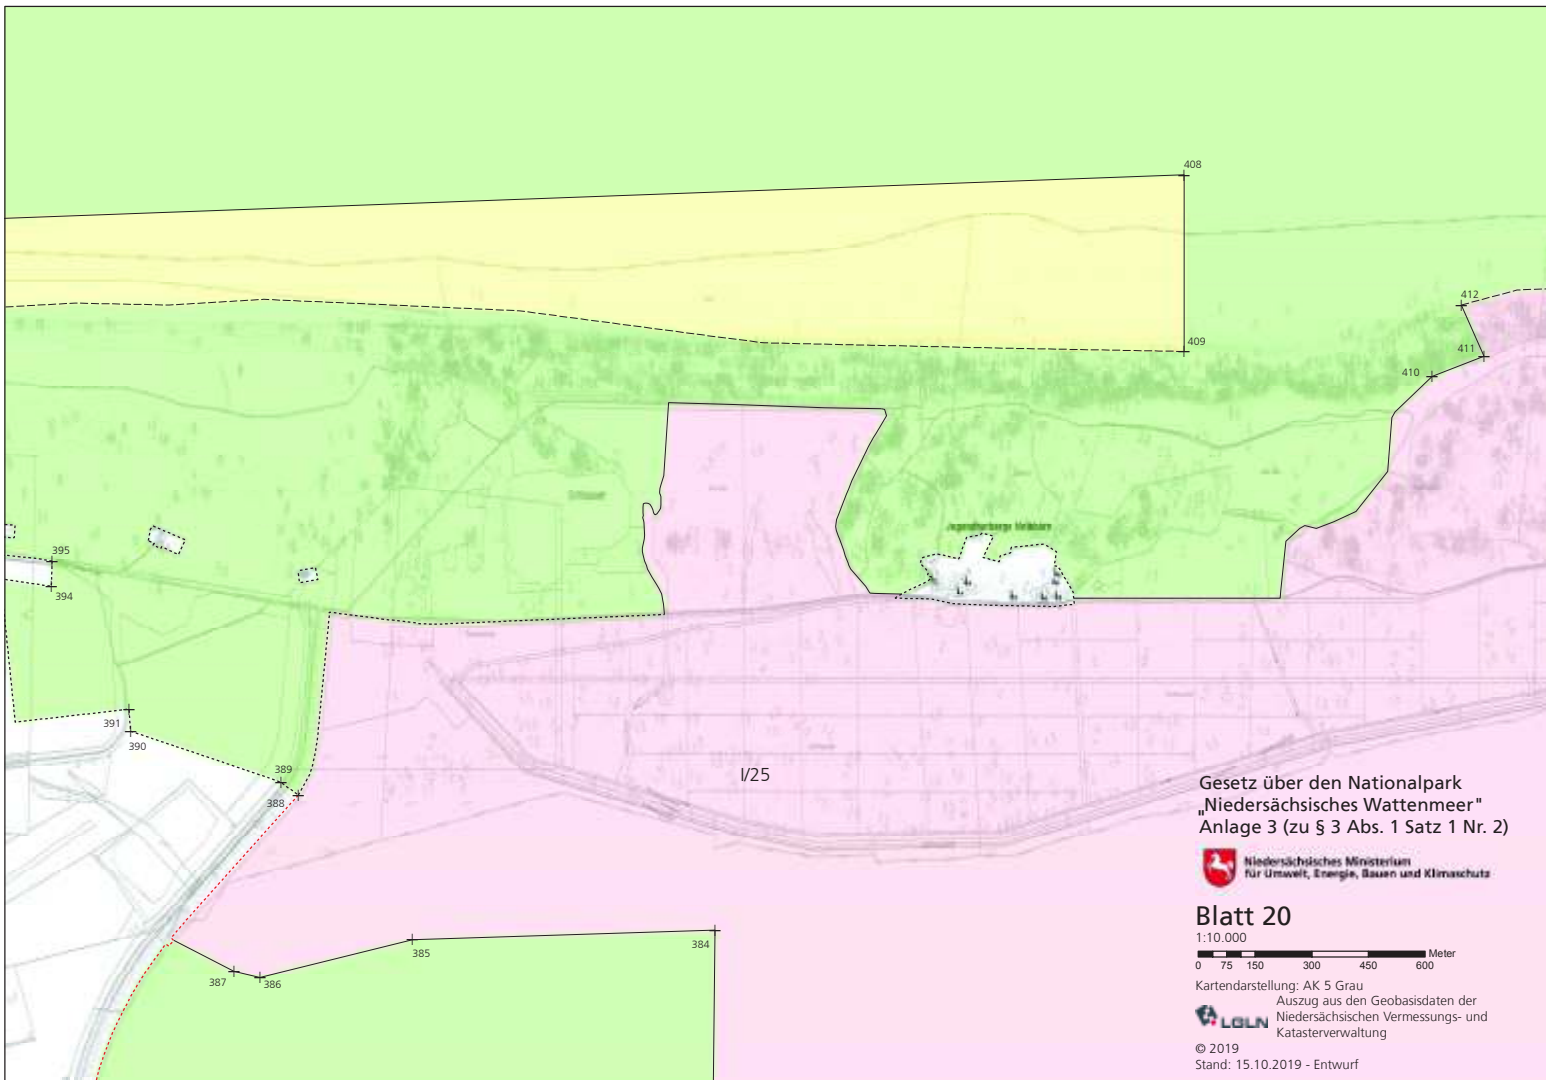 408
409
412
411
410
395
394
391
390
389
388
I/25
387
386
385
384
Gesetz über den Nationalpark
„Niedersächsisches Wattenmeer"
Anlage 3 (zu § 3 Abs. 1 Satz 1 Nr. 2)
Niedersächsisches Ministerium
für Umwelt, Energie, Bauen und Klimaschutz
Blatt 20
1:10.000
0 75 150 300 450 600 Meter
Kartendarstellung: AK 5 Grau
LGLN
Auszug aus den Geobasisdaten der
Niedersächsischen Vermessungs- und
Katasterverwaltung
© 2019
Stand: 15.10.2019 - Entwurf